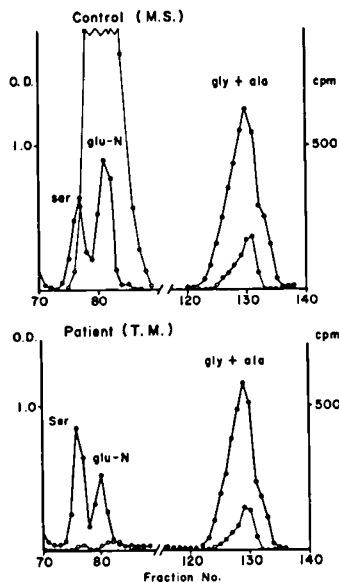 Control (M.S.)
O.D.
cpm
gly + ala
glu-N
1.0
500
ser
70 80 120 130 140
Patient (T.M.)
O.D.
cpm
gly + ala
1.0
500
Ser
glu-N
70 80 120 130 140
Fraction No.